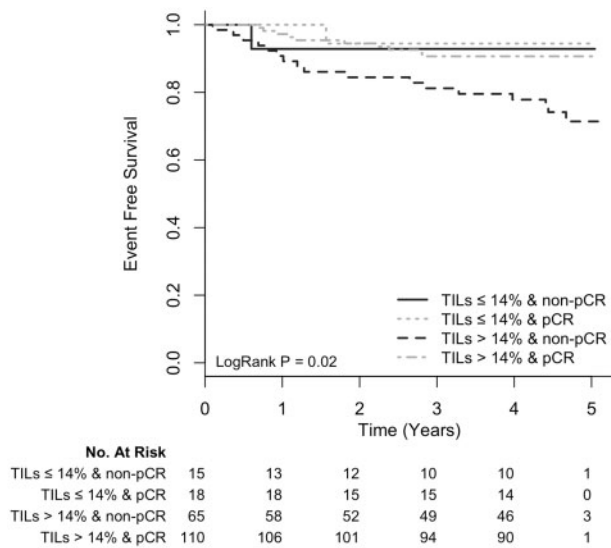 1.0
0.8
0.6
0.4
0.2
0.0
Event Free Survival
TILs ≤ 14% & non-pCR
TILs ≤ 14% & pCR
TILs > 14% & non-pCR
TILs > 14% & pCR
LogRank P = 0.02
0 1 2 3 4 5
Time (Years)
No. At Risk
TILs ≤ 14% & non-pCR 15 13 12 10 10 1
TILs ≤ 14% & pCR 18 18 15 15 14 0
TILs > 14% & non-pCR 65 58 52 49 46 3
TILs > 14% & pCR 110 106 101 94 90 1